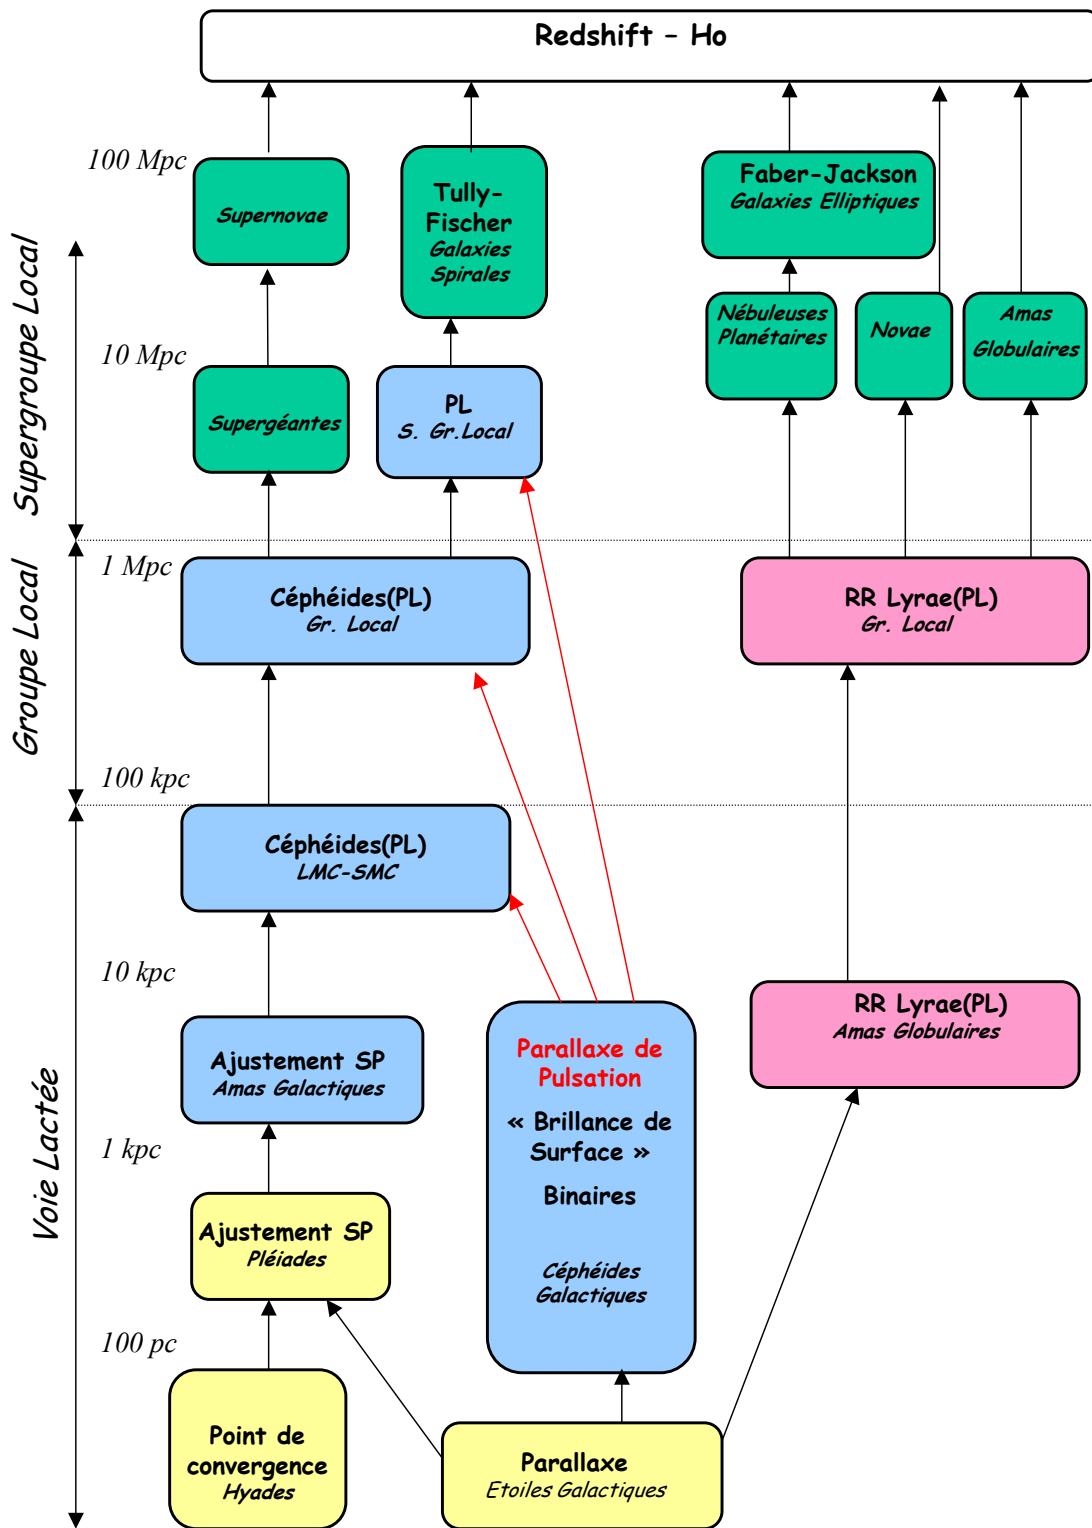 Redshift – Ho
100 Mpc
Supernovae
Tully-
Fischer
Galaxies
Spirales
Faber-Jackson
Galaxies Elliptiques
Supergroupe Local
10 Mpc
Supergéantes
PL
S. Gr.Local
Nébuleuses
Planétaires
Novae
Amas
Globulaires
Groupe Local
1 Mpc
Céphéides(PL)
Gr. Local
RR Lyrae(PL)
Gr. Local
100 kpc
Céphéides(PL)
LMC-SMC
Voie Lactée
10 kpc
Ajustement SP
Amas Galactiques
Parallaxe de
Pulsation
« Brillance de
Surface »
Binaires
Céphéides
Galactiques
RR Lyrae(PL)
Amas Globulaires
1 kpc
Ajustement SP
Pléiades
100 pc
Point de
convergence
Hyades
Parallaxe
Etoiles Galactiques